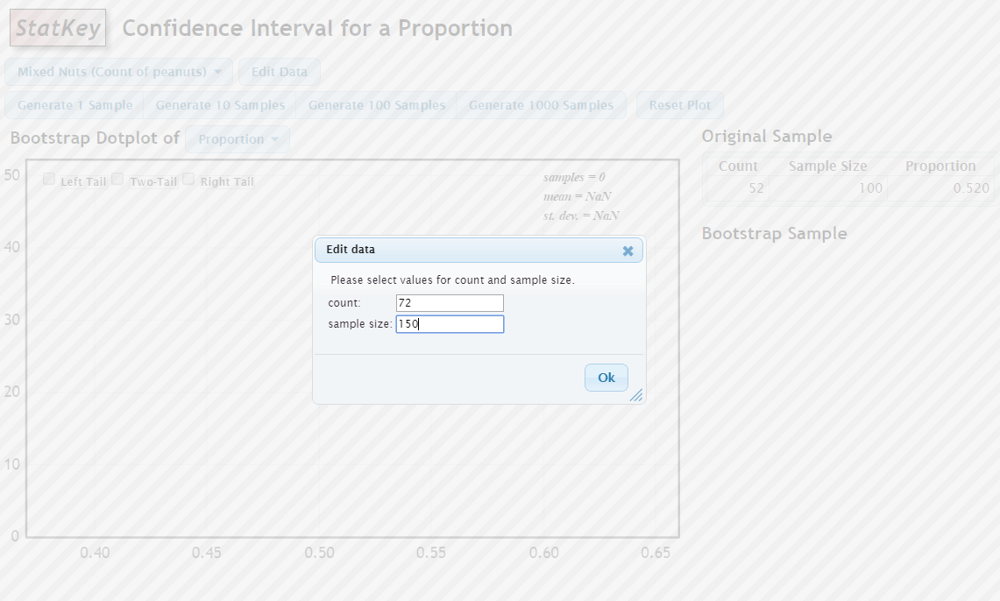 StatKey Confidence Interval for a Proportion
Mixed Nuts (Count of peanuts) Edit Data
Generate 1 Sample Generate 10 Samples Generate 100 Samples Generate 1000 Samples Reset Plot
Bootstrap Dotplot of Proportion
50
40
30
20
10
0
Left Tail Two-Tail Right Tail
samples = 0
mean = NaN
st. dev. = NaN
0.40 0.45 0.50 0.55 0.60 0.65
Original Sample
Count Sample Size Proportion
52 100 0.520
Bootstrap Sample
Edit data
Please select values for count and sample size.
count: 72
sample size: 150
Ok